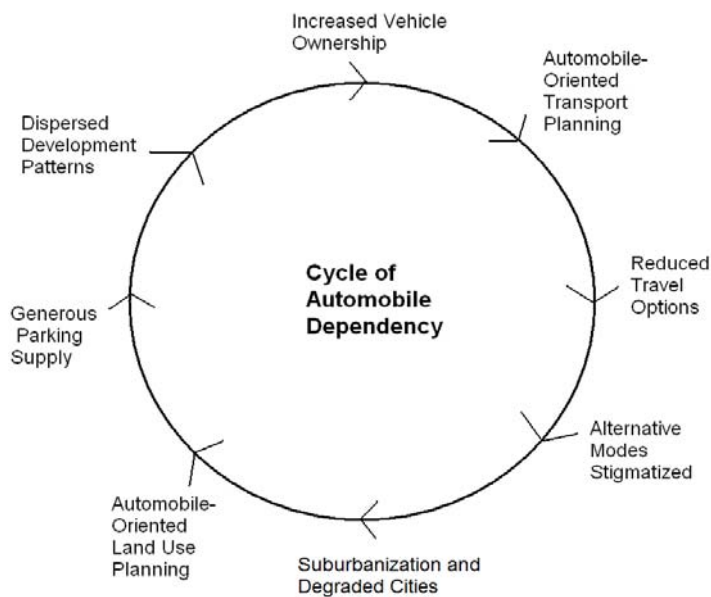 Increased Vehicle
Ownership
Automobile-
Oriented
Transport
Planning
Reduced
Travel
Options
Alternative
Modes
Stigmatized
Suburbanization and
Degraded Cities
Automobile-
Oriented
Land Use
Planning
Generous
Parking
Supply
Dispersed
Development
Patterns
Cycle of
Automobile
Dependency